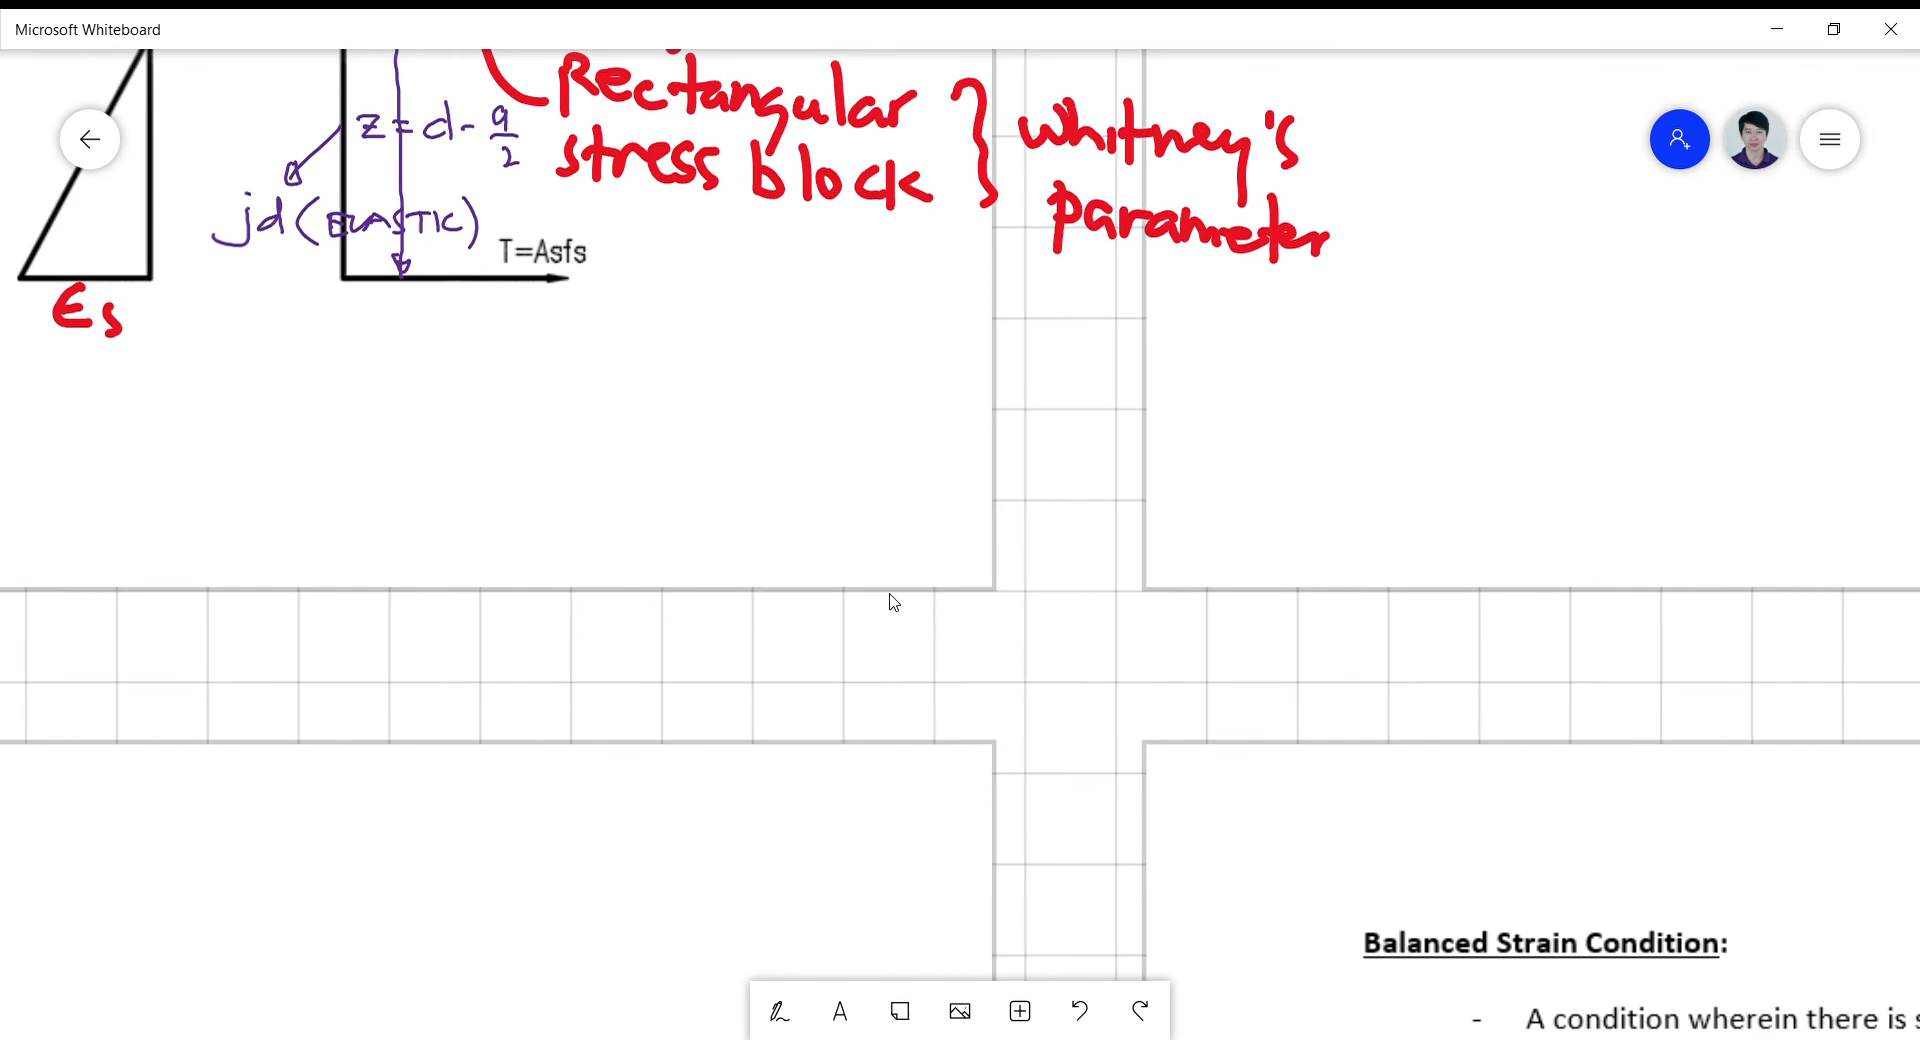 Microsoft Whiteboard
Rectangular
stress block
z = d - a/2
whitney's
parameter
jd (ELASTIC)
T=Asfs
εs
Balanced Strain Condition:
- A condition wherein there is